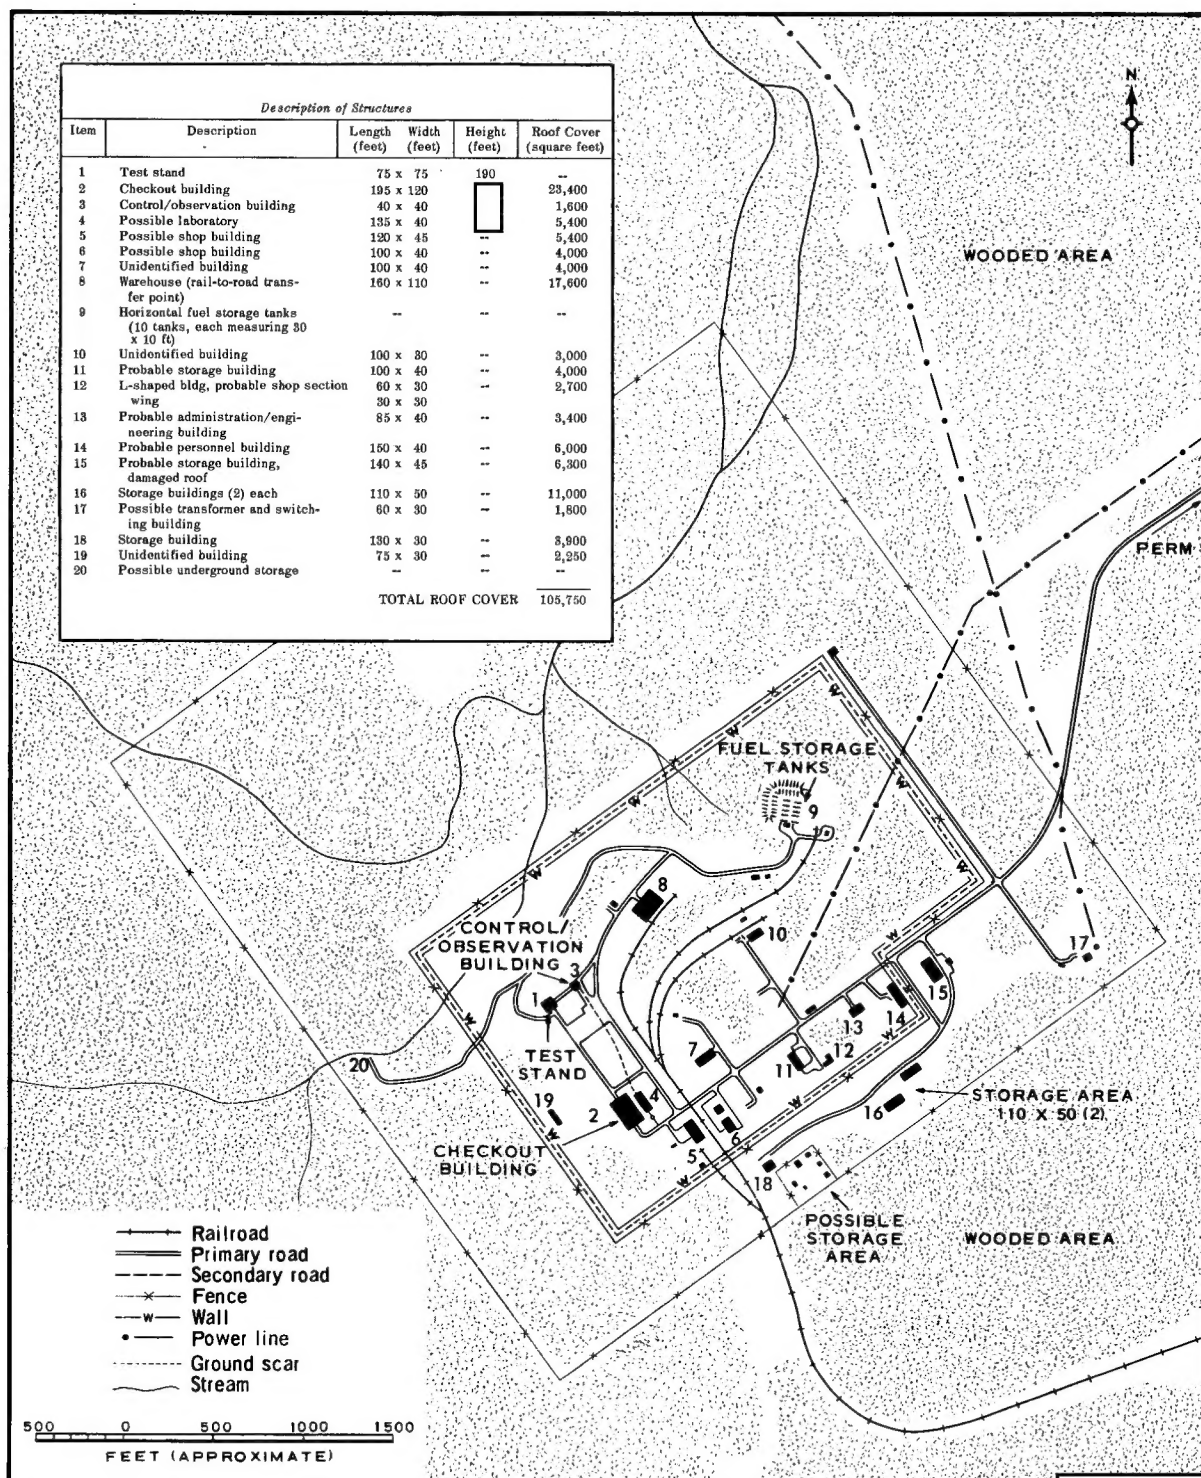 Description of Structures
Item Description Length (feet) Width (feet) Height (feet) Roof Cover (square feet)
1 Test stand 75 x 75 190 --
2 Checkout building 195 x 120 23,400
3 Control/observation building 40 x 40 1,600
4 Possible laboratory 135 x 40 5,400
5 Possible shop building 120 x 45 -- 5,400
6 Possible shop building 100 x 40 -- 4,000
7 Unidentified building 100 x 40 -- 4,000
8 Warehouse (rail-to-road trans- 160 x 110 -- 17,600
fer point)
9 Horizontal fuel storage tanks -- -- --
(10 tanks, each measuring 30
x 10 ft)
10 Unidentified building 100 x 30 -- 3,000
11 Probable storage building 100 x 40 -- 4,000
12 L-shaped bldg, probable shop section 60 x 30 -- 2,700
wing 30 x 30
13 Probable administration/engi- 85 x 40 -- 3,400
neering building
14 Probable personnel building 150 x 40 -- 6,000
15 Probable storage building, 140 x 45 -- 6,300
damaged roof
16 Storage buildings (2) each 110 x 50 -- 11,000
17 Possible transformer and switch- 60 x 30 -- 1,800
ing building
18 Storage building 130 x 30 -- 3,900
19 Unidentified building 75 x 30 -- 2,250
20 Possible underground storage -- -- --
TOTAL ROOF COVER 105,750
N
WOODED AREA
PERM
W
W
W
FUEL STORAGE
TANKS
W
W
9
W
W
8
CONTROL/
OBSERVATION
BUILDING
10
W
17
3
15
1
14
W
13
TEST
STAND
7
12
W
11
20
STORAGE AREA
110 X 50 (2)
4
W
19
2
16
W
6
CHECKOUT
BUILDING
5
W
18
POSSIBLE
STORAGE
AREA
WOODED AREA
Railroad
Primary road
Secondary road
Fence
W Wall
Power line
Ground scar
Stream
500 0 500 1000 1500
FEET (APPROXIMATE)